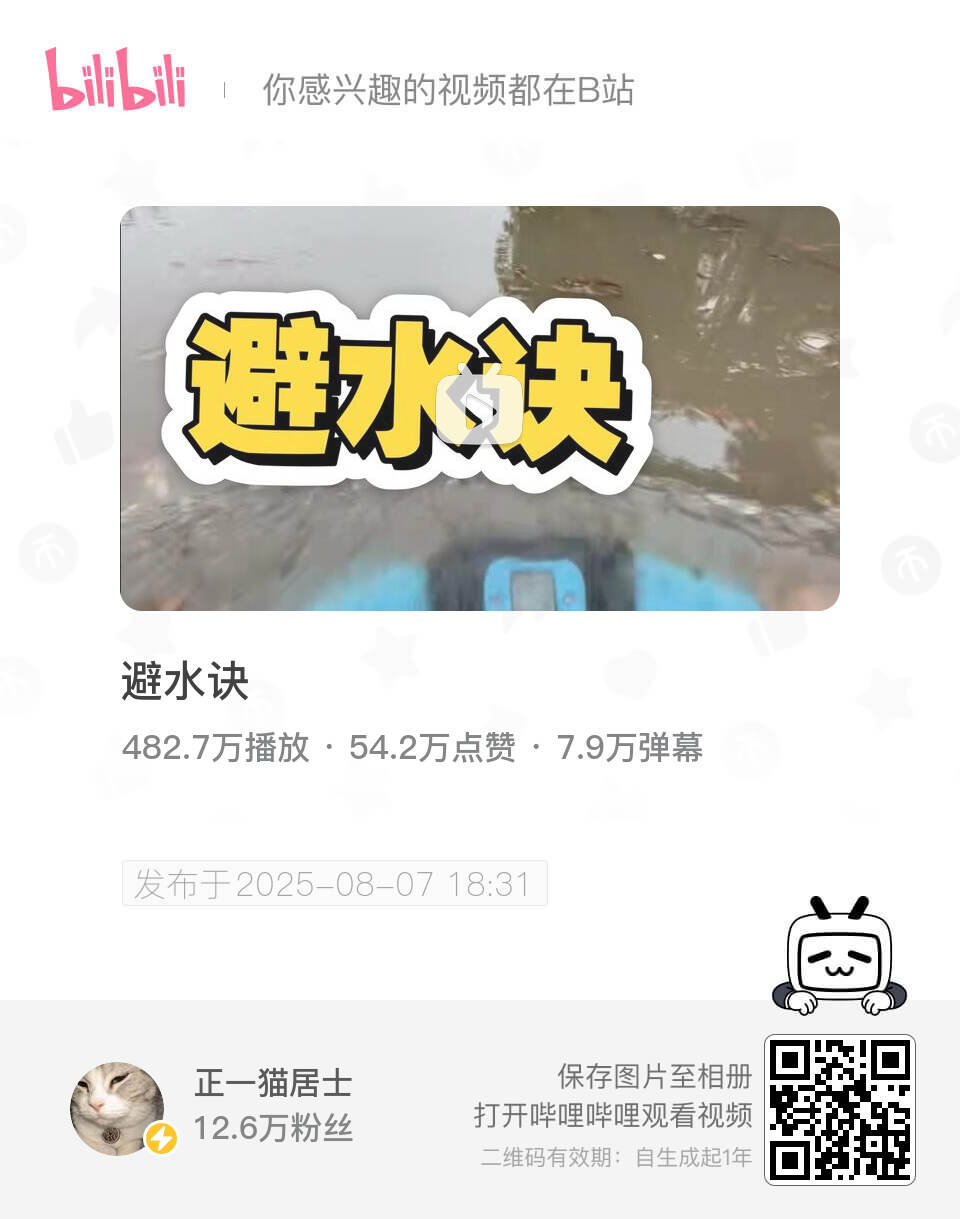 bilibili
你感兴趣的视频都在B站
避水诀
避水诀
482.7万播放 · 54.2万点赞 · 7.9万弹幕
发布于2025-08-07 18:31
正一猫居士
12.6万粉丝
保存图片至相册
打开哔哩哔哩观看视频
二维码有效期：自生成起1年